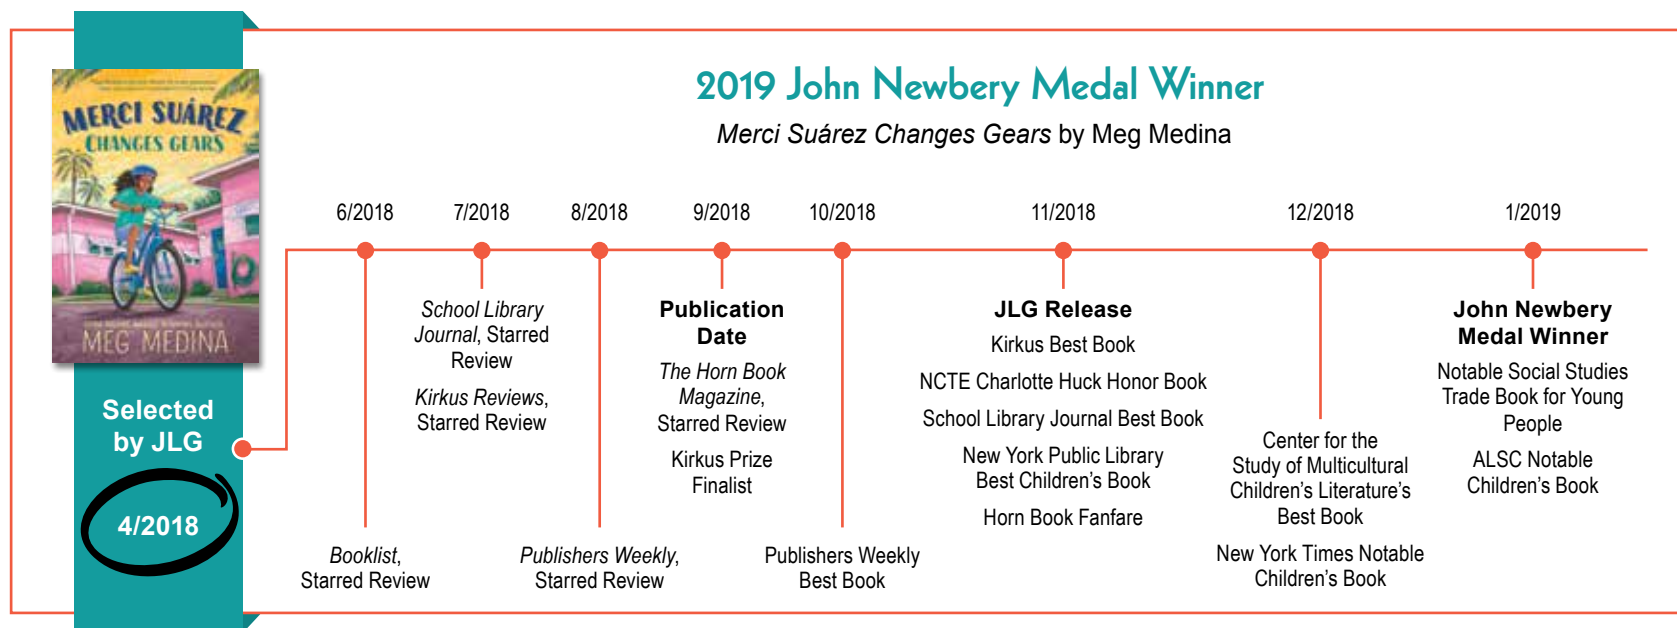 MERCI SUÁREZ
CHANGES GEARS
MEG MEDINA
Selected
by JLG
4/2018
2019 John Newbery Medal Winner
Merci Suárez Changes Gears by Meg Medina
6/2018
Booklist,
Starred Review
7/2018
School Library
Journal, Starred
Review
Kirkus Reviews,
Starred Review
8/2018
Publishers Weekly,
Starred Review
9/2018
Publication
Date
The Horn Book
Magazine,
Starred Review
Kirkus Prize
Finalist
10/2018
Publishers Weekly
Best Book
11/2018
JLG Release
Kirkus Best Book
NCTE Charlotte Huck Honor Book
School Library Journal Best Book
New York Public Library
Best Children's Book
Horn Book Fanfare
12/2018
Center for the
Study of Multicultural
Children's Literature's
Best Book
New York Times Notable
Children's Book
1/2019
John Newbery
Medal Winner
Notable Social Studies
Trade Book for Young
People
ALSC Notable
Children's Book